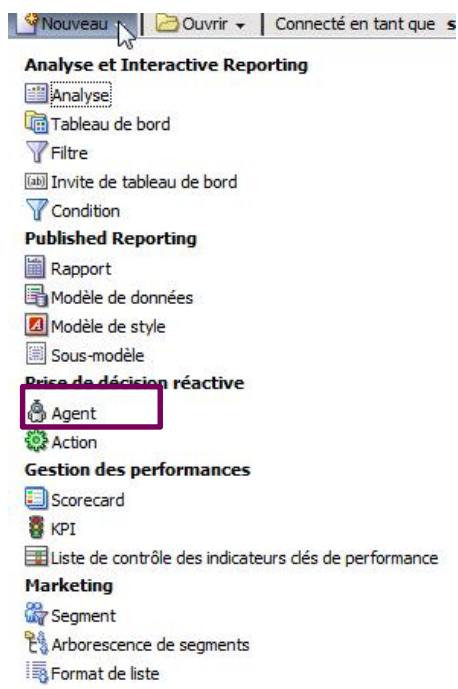 Nouveau Ouvrir Connecté en tant que s
Analyse et Interactive Reporting
Analyse
Tableau de bord
Filtre
(ab) Invite de tableau de bord
Condition
Published Reporting
Rapport
Modèle de données
Modèle de style
Sous-modèle
Prise de décision réactive
Agent
Action
Gestion des performances
Scorecard
KPI
Liste de contrôle des indicateurs clés de performance
Marketing
Segment
Arborescence de segments
Format de liste